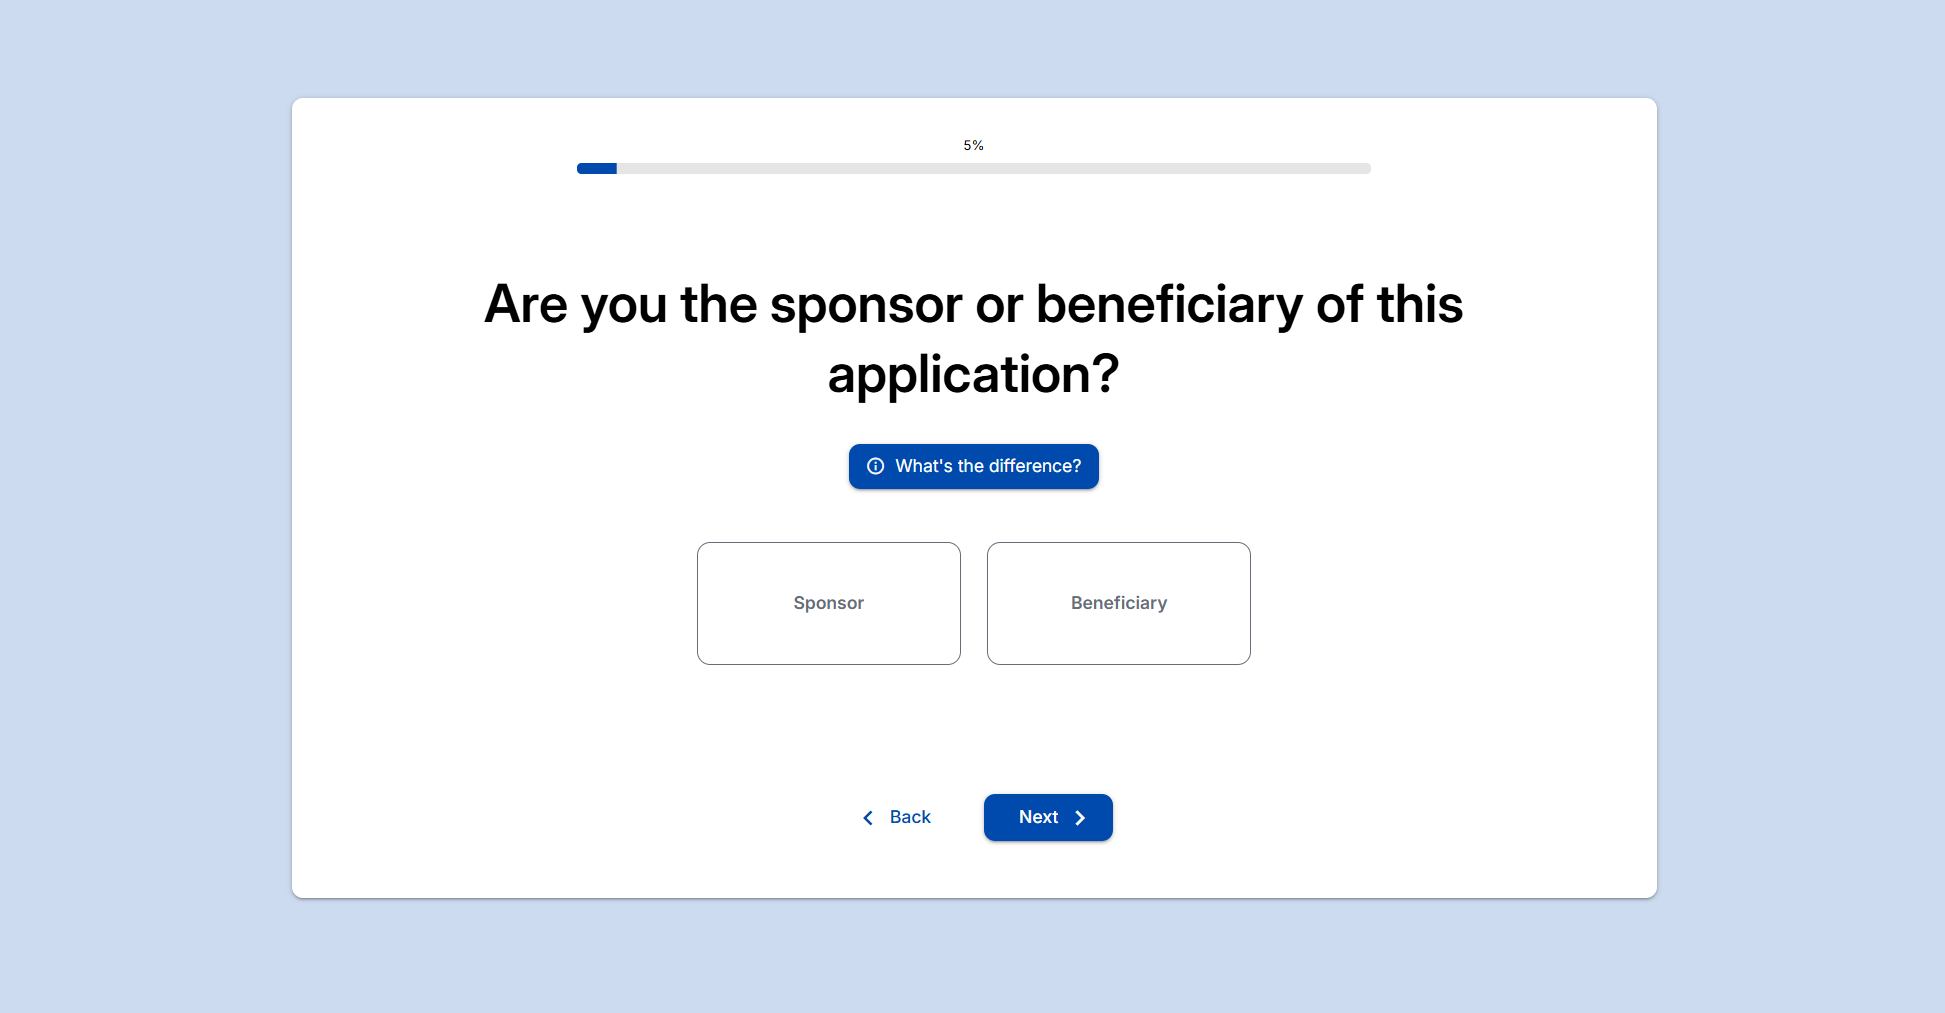 5%
Are you the sponsor or beneficiary of this
application?
What's the difference?
Sponsor
Beneficiary
Back
Next